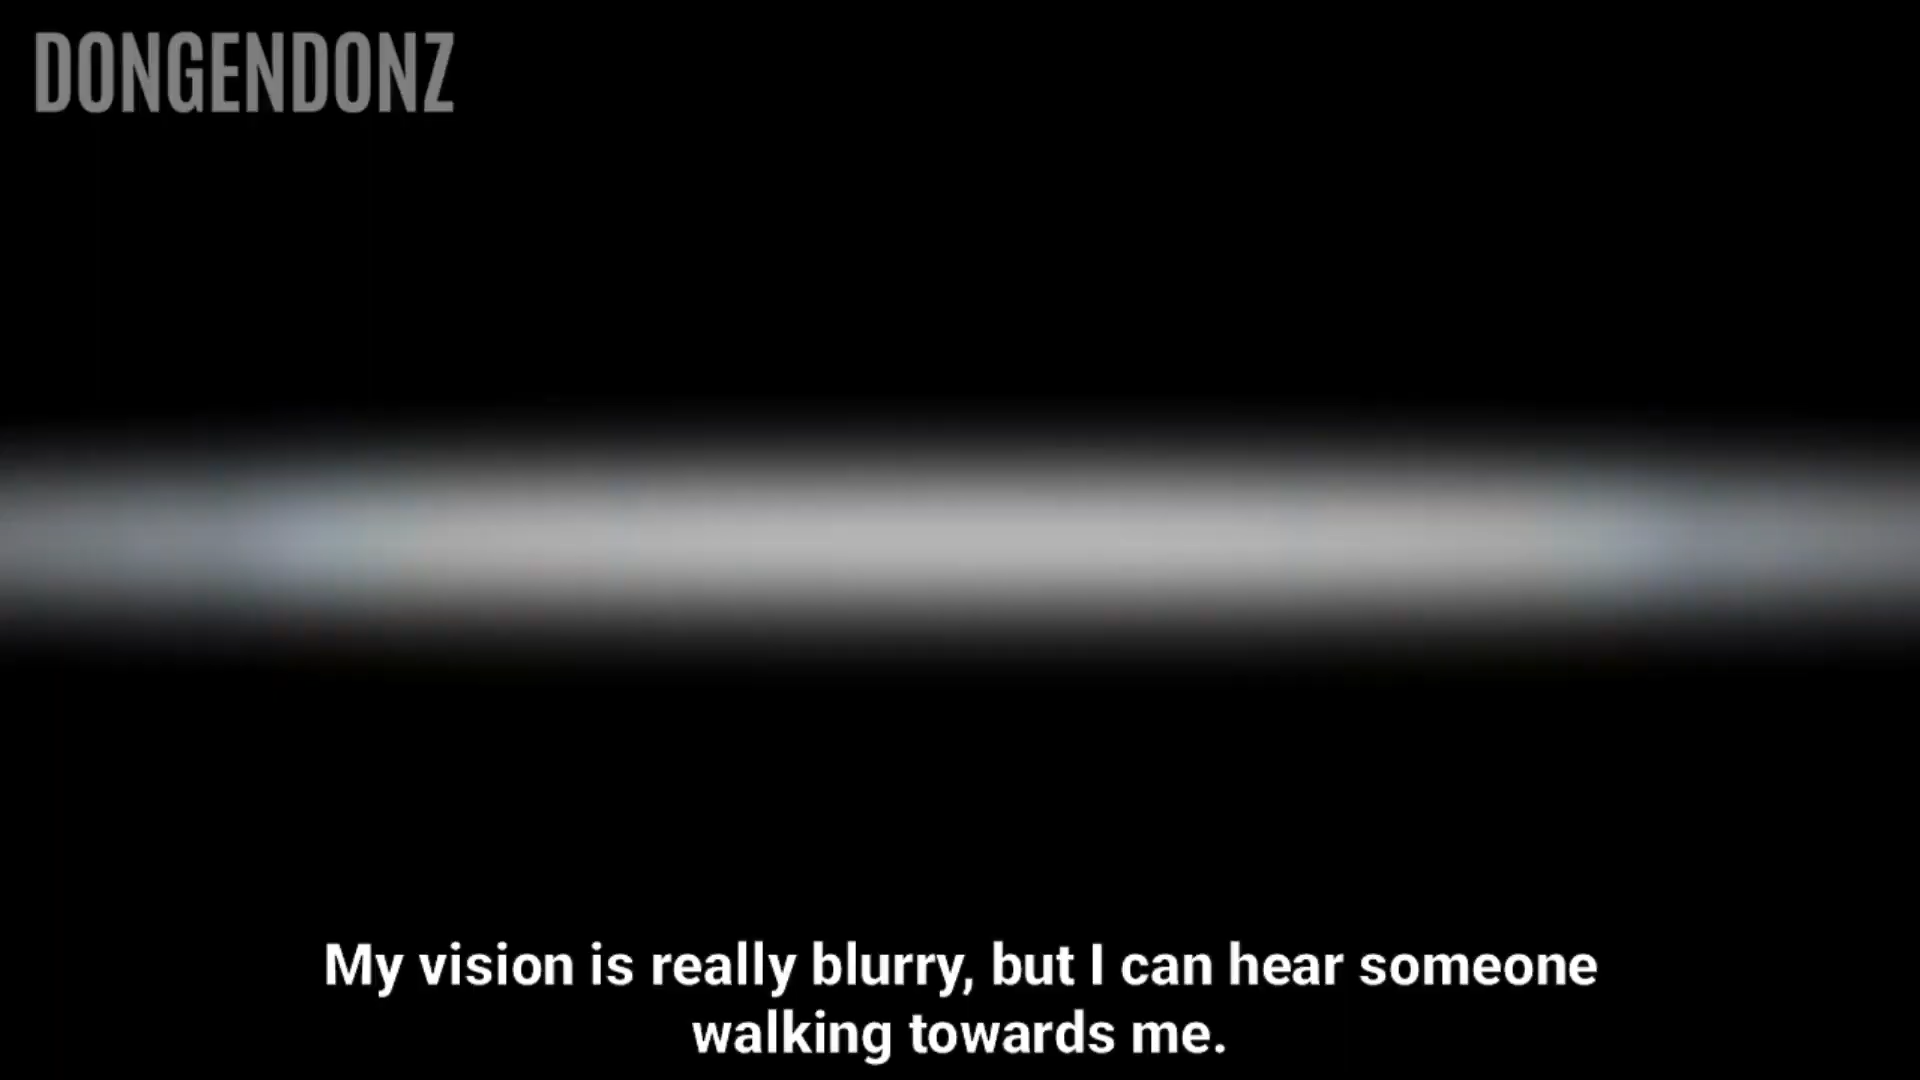 DONGENDONZ
My vision is really blurry, but I can hear someone
walking towards me.